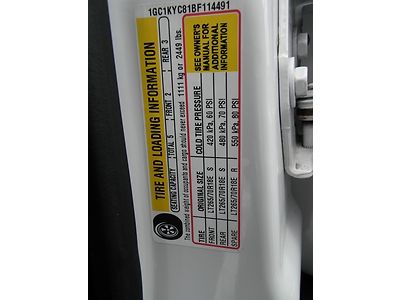 1GC1KYC81BF114491
TIRE AND LOADING INFORMATION
SEATING CAPACITY TOTAL 5 FRONT 2 REAR 3
The combined weight of occupants and cargo should never exceed 1111 kg or 2449 lbs.
TIRE ORIGINAL SIZE COLD TIRE PRESSURE
FRONT LT265/70R18E S 420 kPa, 60 PSI
REAR LT265/70R18E S 480 kPa, 70 PSI
SPARE LT265/70R18E R 550 kPa, 80 PSI
SEE OWNER'S
MANUAL FOR
ADDITIONAL
INFORMATION